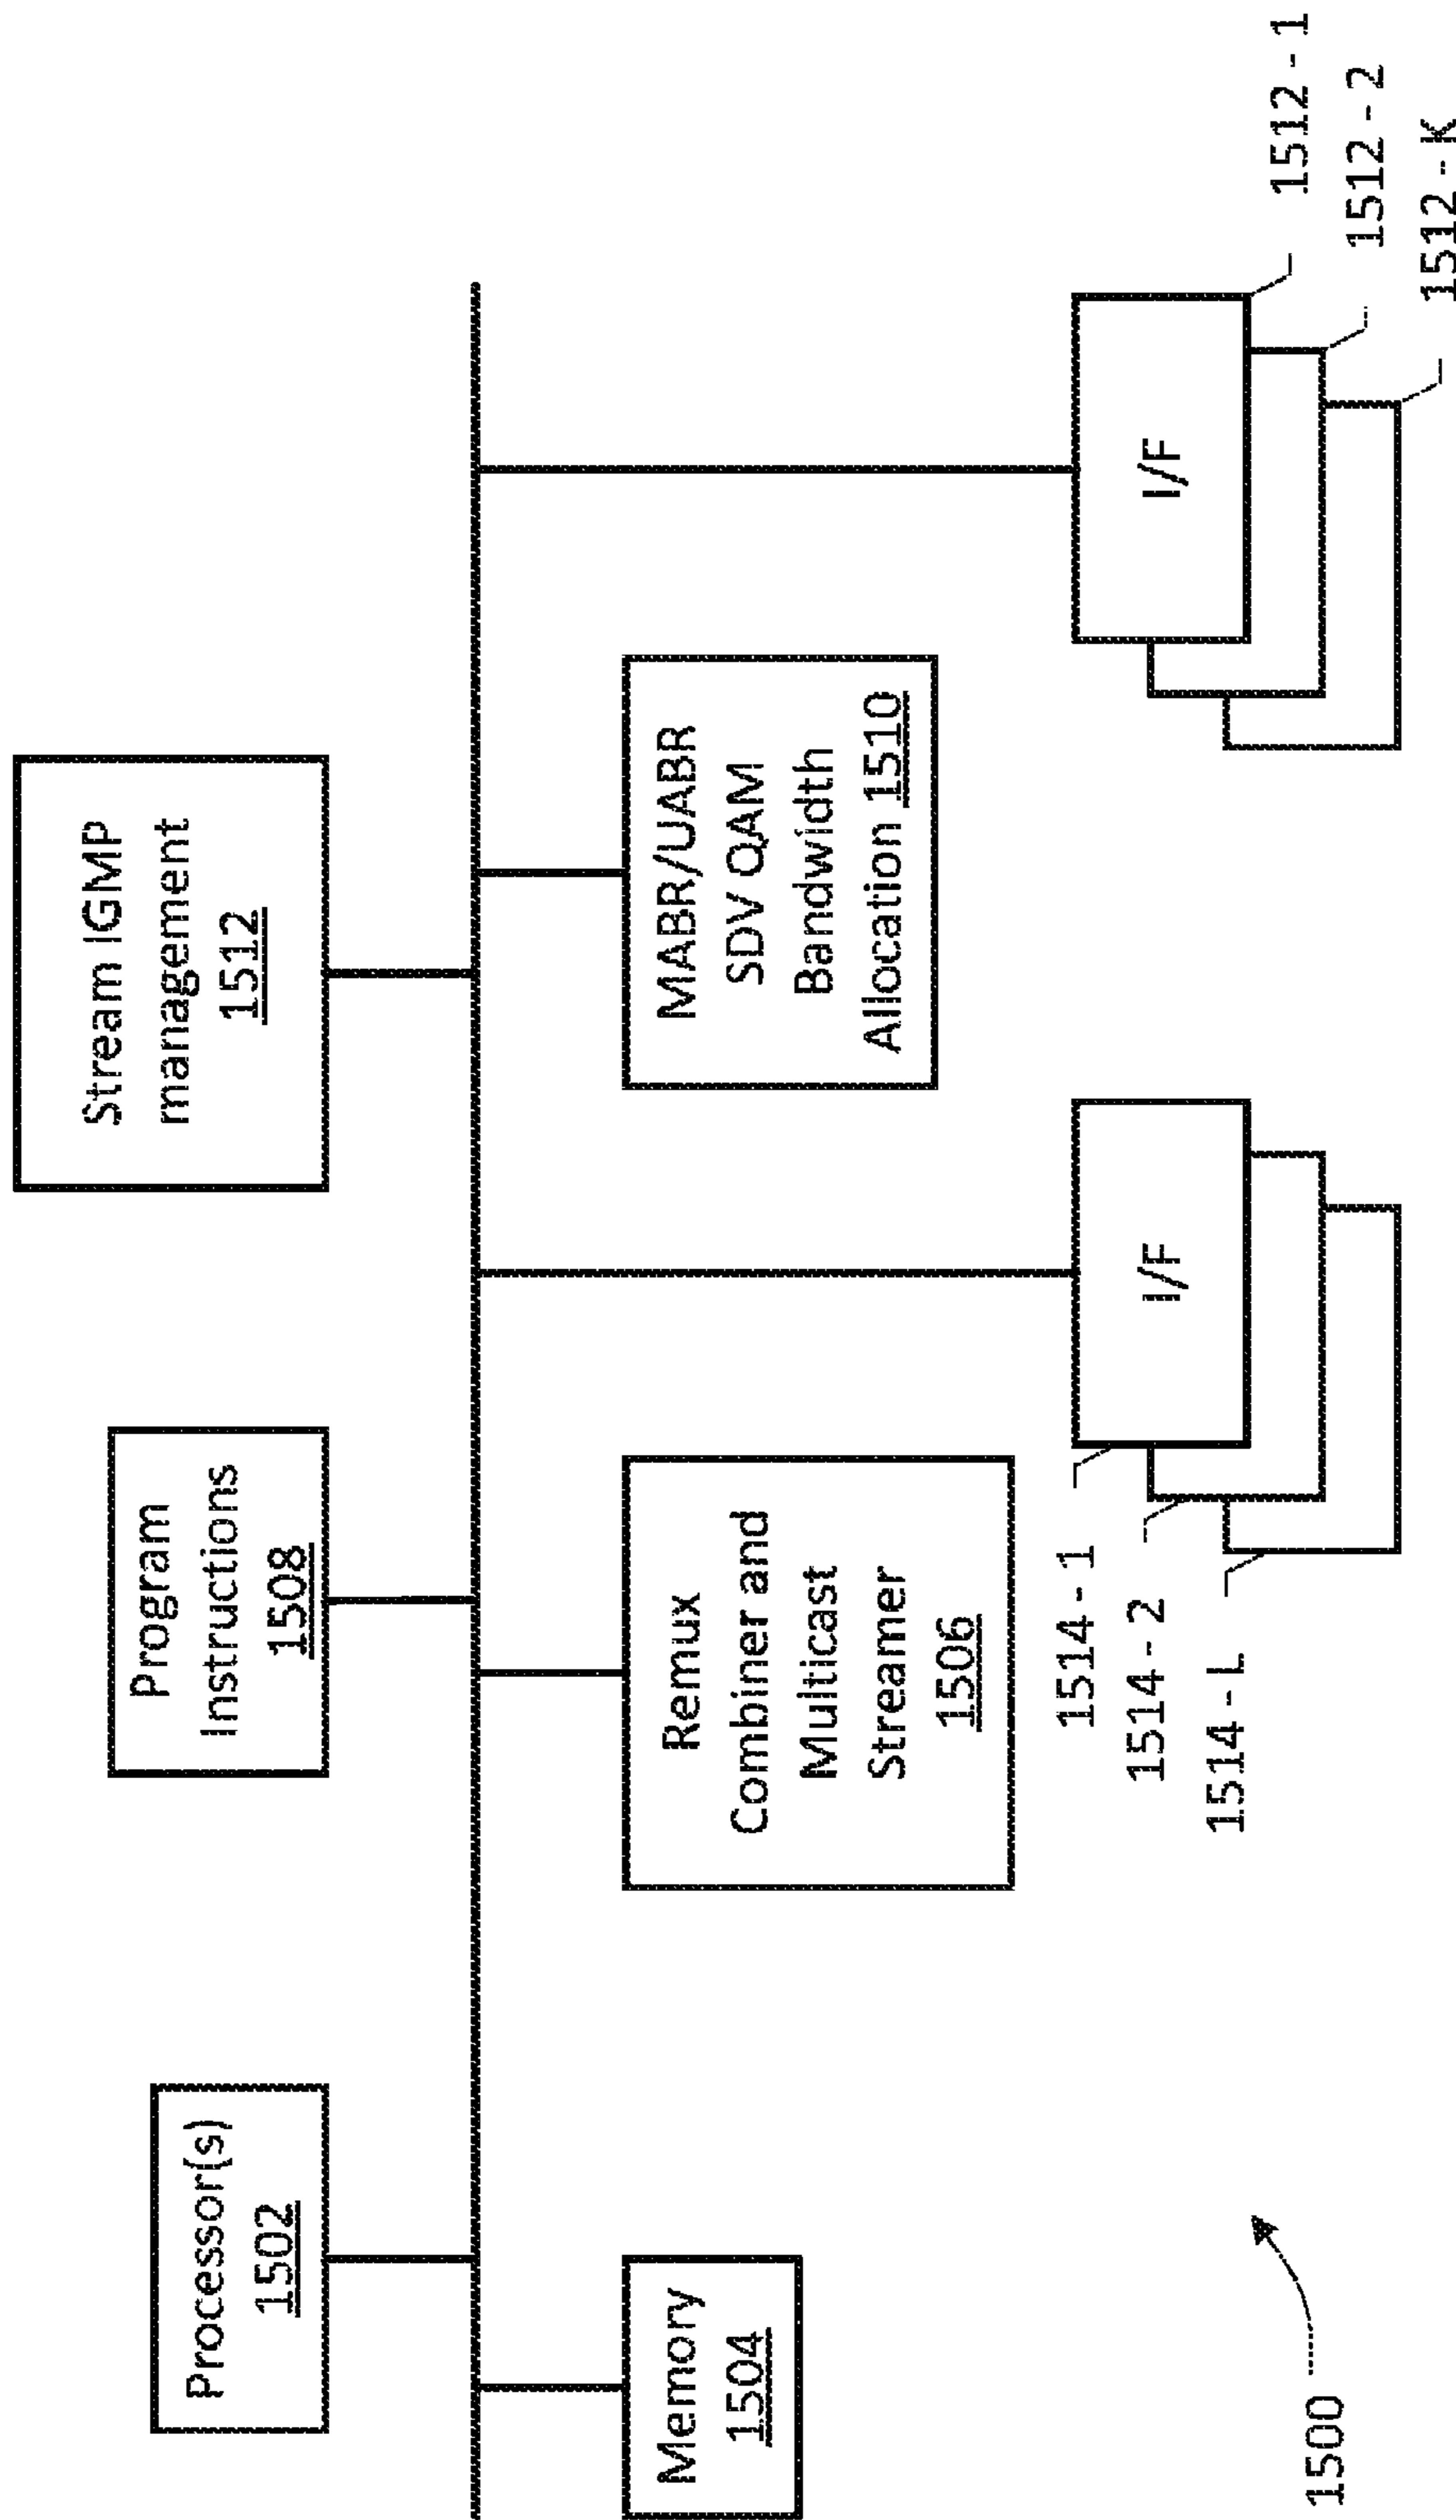 Processor(s)
1502
Program
Instructions
1508
Stream IGMP
management
1512
Memory
1504
Remux
Combiner and
Multicast
Streamer
1506
MABR/UABR
SDV QAM
Bandwidth
Allocation 1510
I/F
1514 - 1
1514 - 2
1514 - L
I/F
1512 - 1
1512 - 2
1512 - K
1500